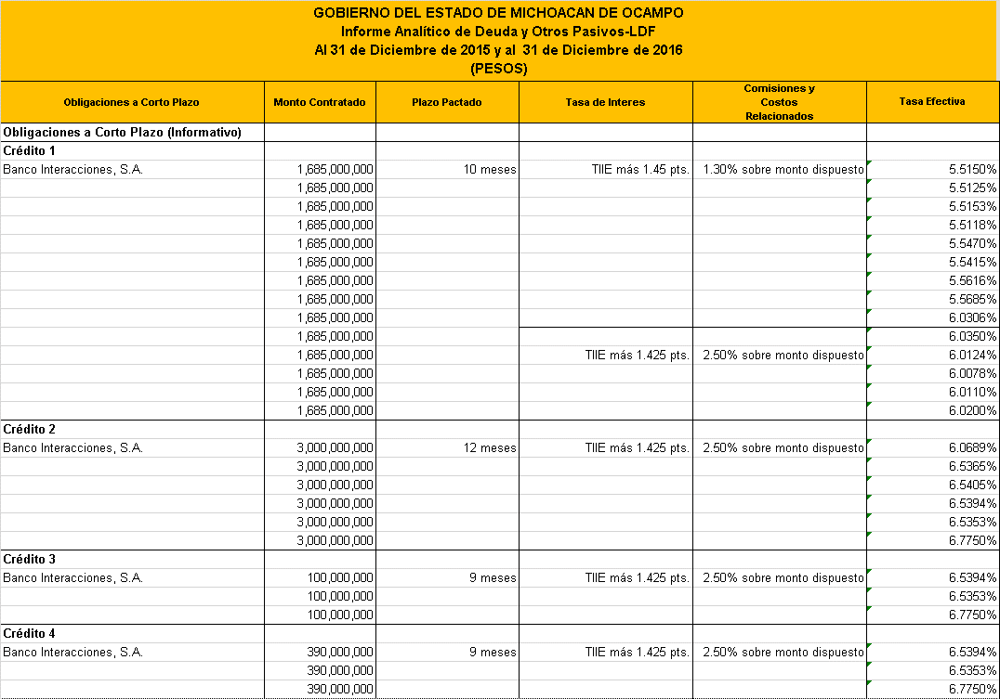 GOBIERNO DEL ESTADO DE MICHOACAN DE OCAMPO
Informe Analítico de Deuda y Otros Pasivos-LDF
Al 31 de Diciembre de 2015 y al 31 de Diciembre de 2016
(PESOS)
Obligaciones a Corto Plazo Monto Contratado Plazo Pactado Tasa de Interes Comisiones y Costos Relacionados Tasa Efectiva
Obligaciones a Corto Plazo (Informativo)
Crédito 1
Banco Interacciones, S.A. 1,685,000,000 10 meses TIIE más 1.45 pts. 1.30% sobre monto dispuesto 5.5150%
1,685,000,000 5.5125%
1,685,000,000 5.5153%
1,685,000,000 5.5118%
1,685,000,000 5.5470%
1,685,000,000 5.5415%
1,685,000,000 5.5616%
1,685,000,000 5.5685%
1,685,000,000 6.0306%
1,685,000,000 6.0350%
1,685,000,000 TIIE más 1.425 pts. 2.50% sobre monto dispuesto 6.0124%
1,685,000,000 6.0078%
1,685,000,000 6.0110%
1,685,000,000 6.0200%
Crédito 2
Banco Interacciones, S.A. 3,000,000,000 12 meses TIIE más 1.425 pts. 2.50% sobre monto dispuesto 6.0689%
3,000,000,000 6.5365%
3,000,000,000 6.5405%
3,000,000,000 6.5394%
3,000,000,000 6.5353%
3,000,000,000 6.7750%
Crédito 3
Banco Interacciones, S.A. 100,000,000 9 meses TIIE más 1.425 pts. 2.50% sobre monto dispuesto 6.5394%
100,000,000 6.5353%
100,000,000 6.7750%
Crédito 4
Banco Interacciones, S.A. 390,000,000 9 meses TIIE más 1.425 pts. 2.50% sobre monto dispuesto 6.5394%
390,000,000 6.5353%
390,000,000 6.7750%